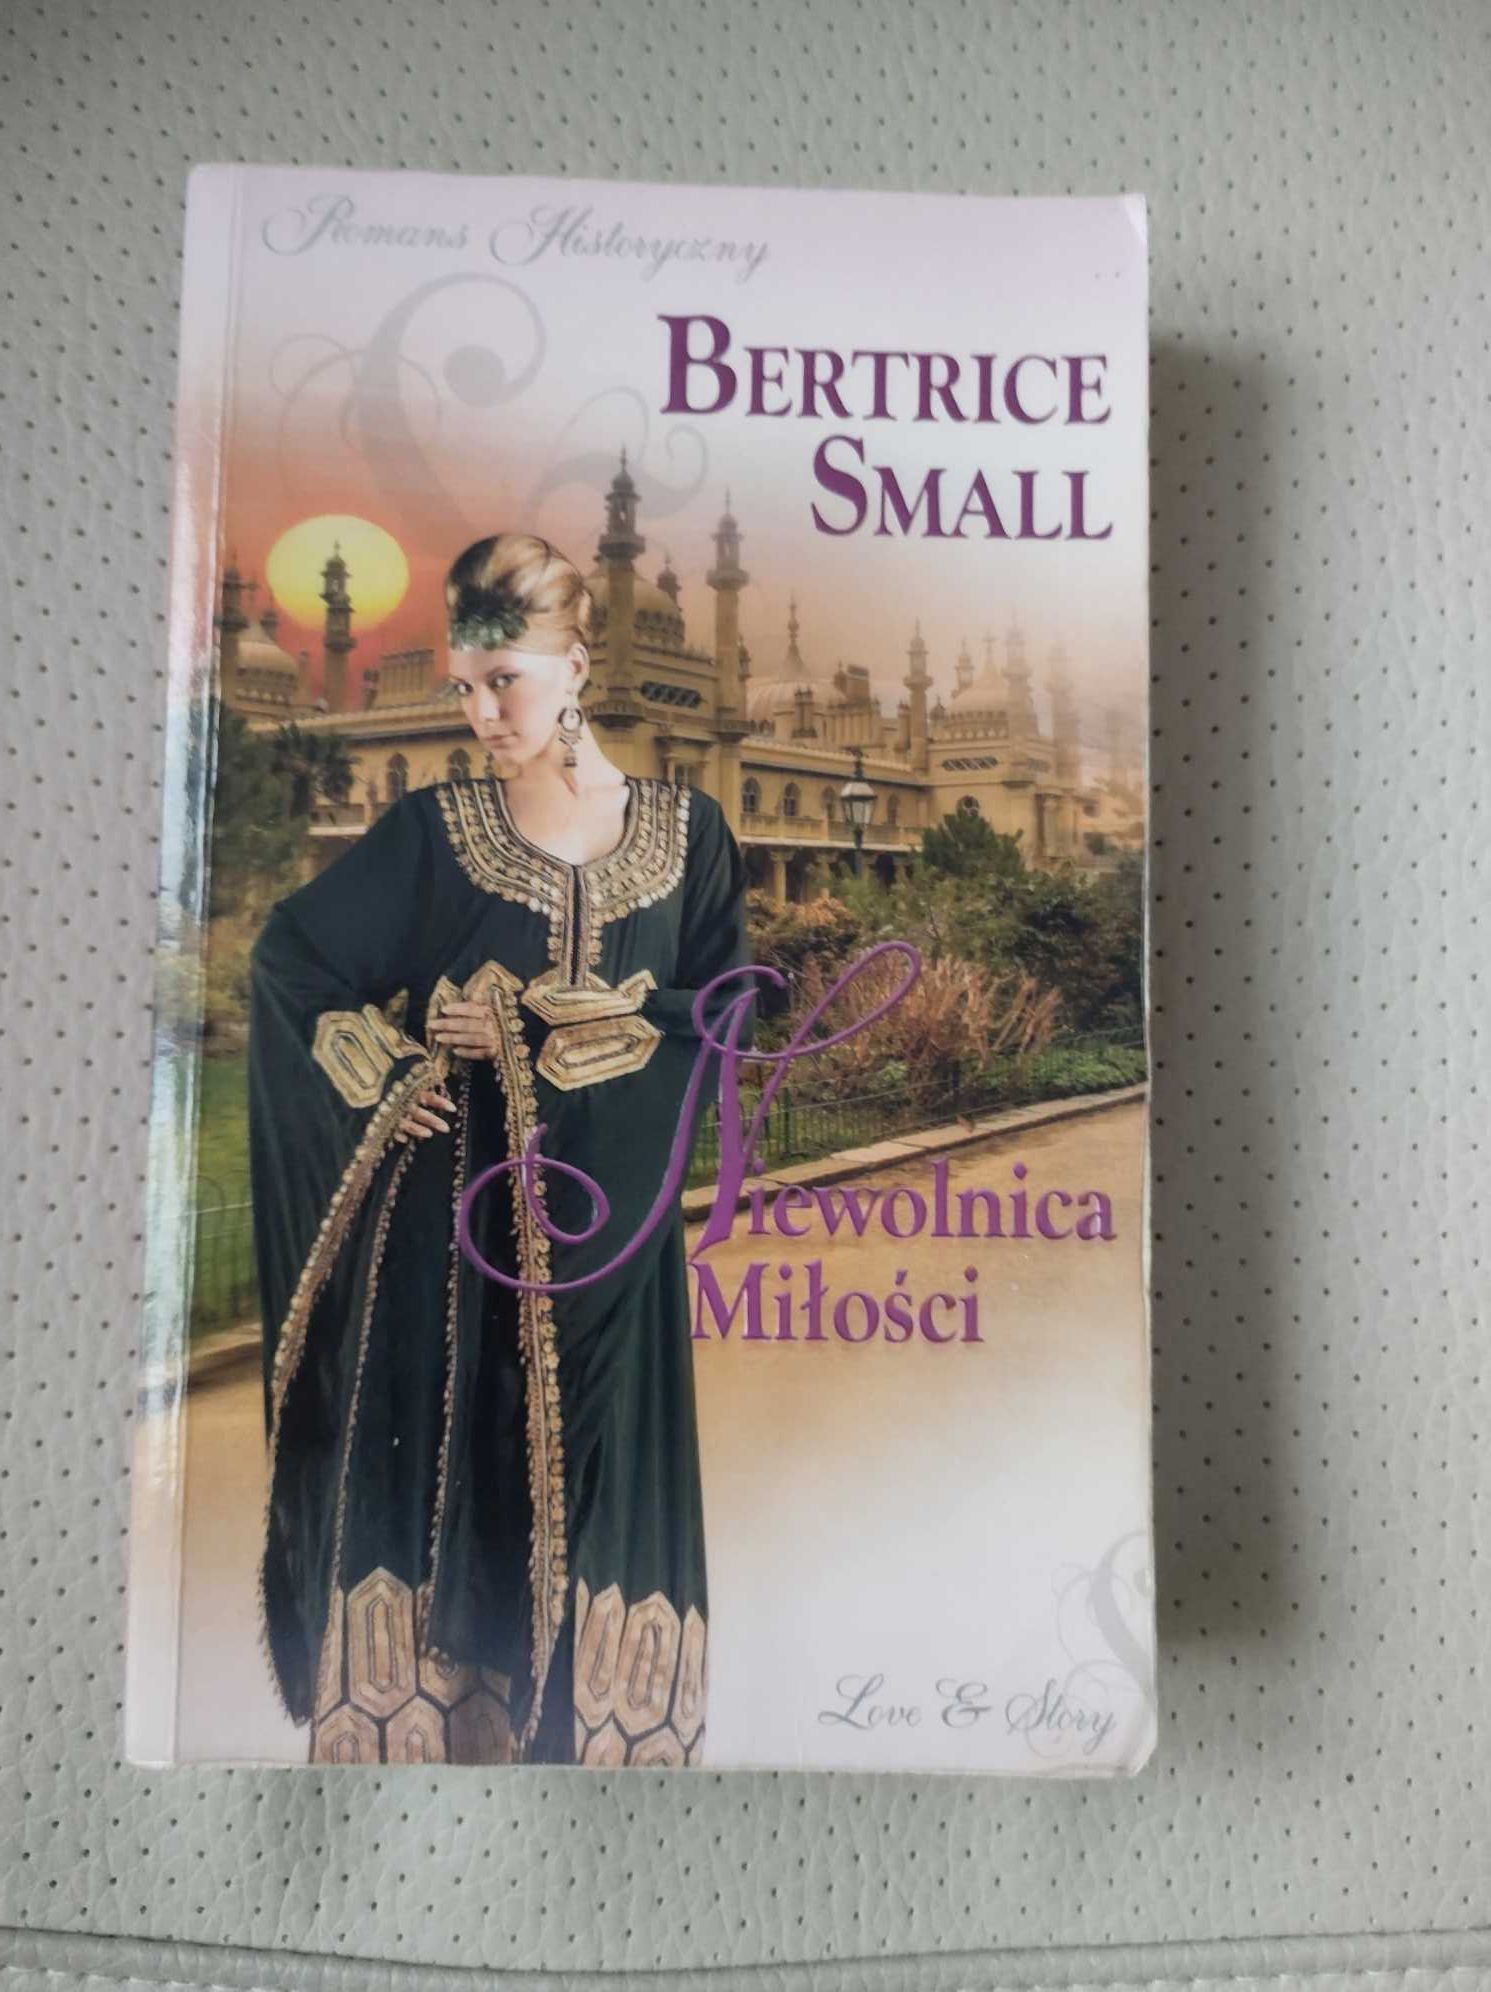 Romans Historyczny
BERTRICE
SMALL
Niewolnica
Miłości
Love & Story